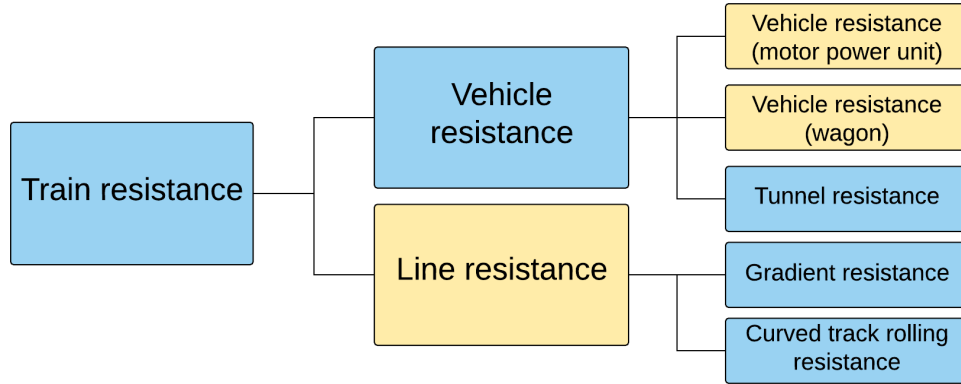 Train resistance
Vehicle
resistance
Line resistance
Vehicle resistance
(motor power unit)
Vehicle resistance
(wagon)
Tunnel resistance
Gradient resistance
Curved track rolling
resistance